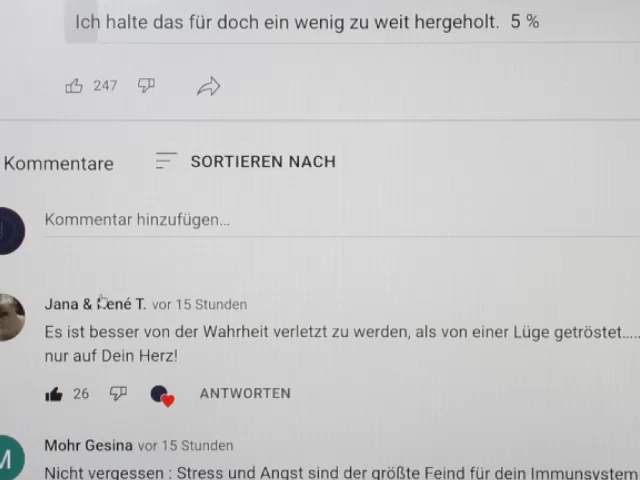 Ich halte das für doch ein wenig zu weit hergeholt. 5 %
247
Kommentare SORTIEREN NACH
Kommentar hinzufügen...
Jana & René T. vor 15 Stunden
Es ist besser von der Wahrheit verletzt zu werden, als von einer Lüge getröstet.....
nur auf Dein Herz!
26 ANTWORTEN
M
Mohr Gesina vor 15 Stunden
Nicht vergessen : Stress und Angst sind der größte Feind für dein Immunsystem